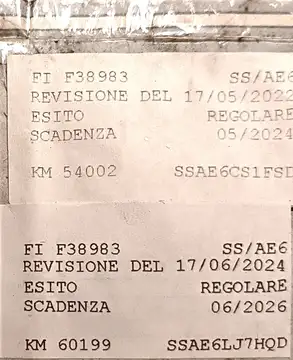 FI F38983 SS/AE6
REVISIONE DEL 17/05/2022
ESITO REGOLARE
SCADENZA 05/2024
KM 54002 SSAE6CS1FSD
FI F38983 SS/AE6
REVISIONE DEL 17/06/2024
ESITO REGOLARE
SCADENZA 06/2026
KM 60199 SSAE6LJ7HQD